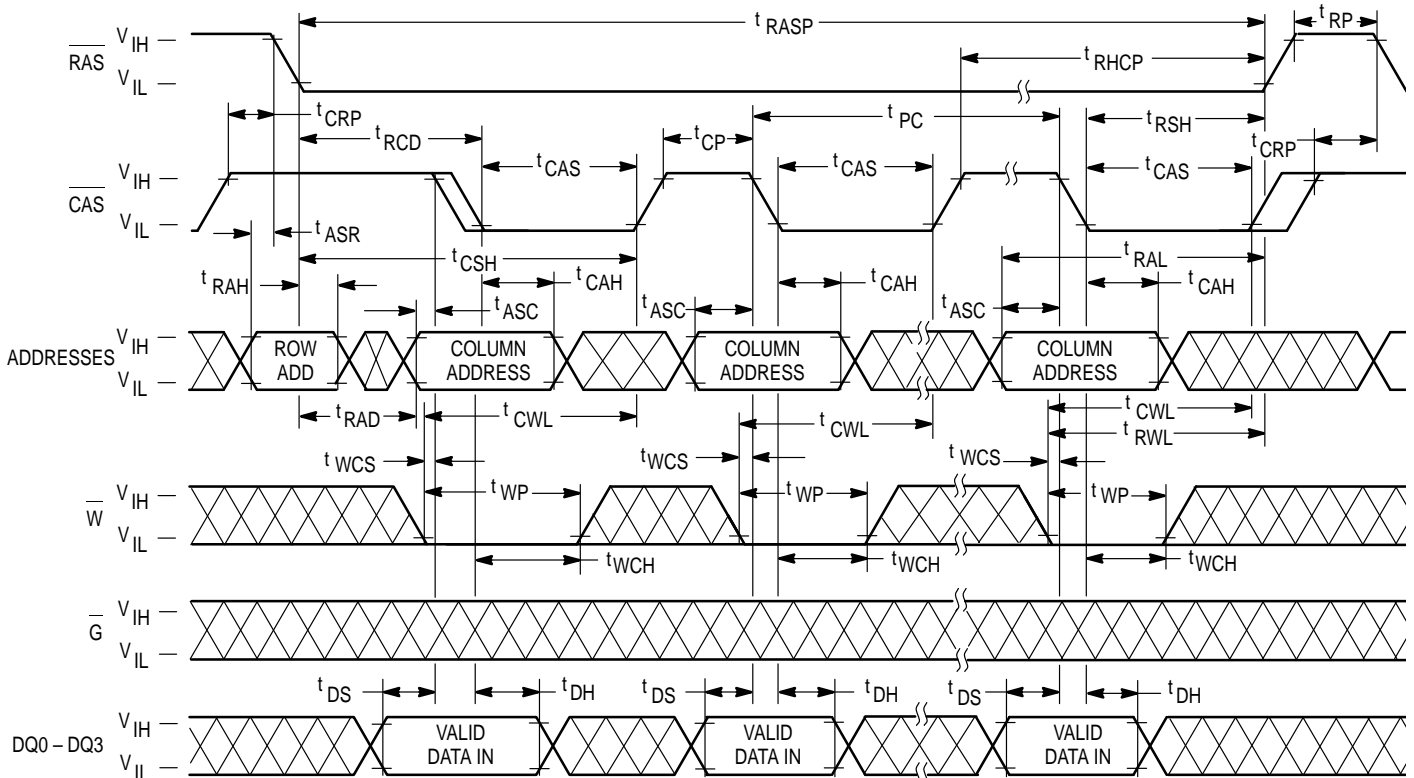 t RASP
t RP
V IH
RAS
V IL
t RHCP
t CRP
t RCD
t CP
t PC
t RSH
t CRP
t CAS
t CAS
t CAS
V IH
CAS
V IL
t ASR
t CSH
t RAL
t RAH
t CAH
t CAH
t CAH
t ASC
t ASC
t ASC
ADDRESSES
V IH
V IL
ROW ADD
COLUMN ADDRESS
COLUMN ADDRESS
COLUMN ADDRESS
t RAD
t CWL
t CWL
t CWL
t RWL
t WCS
t WCS
t WCS
t WP
t WP
t WP
V IH
W
V IL
t WCH
t WCH
t WCH
V IH
G
V IL
t DS
t DH
t DS
t DH
t DS
t DH
V IH
DQ0 – DQ3
V IL
VALID DATA IN
VALID DATA IN
VALID DATA IN